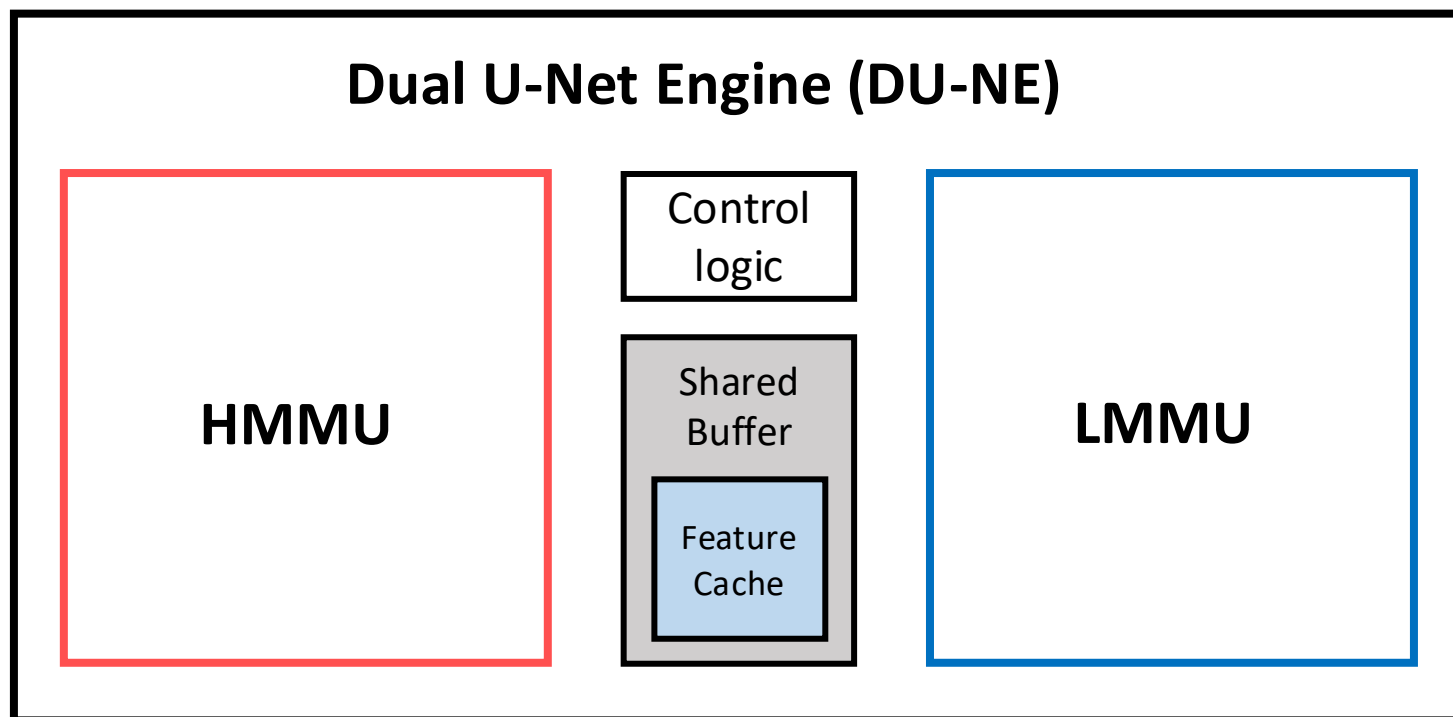 Dual U-Net Engine (DU-NE)
HMMU
Control
logic
Shared
Buffer
Feature
Cache
LMMU